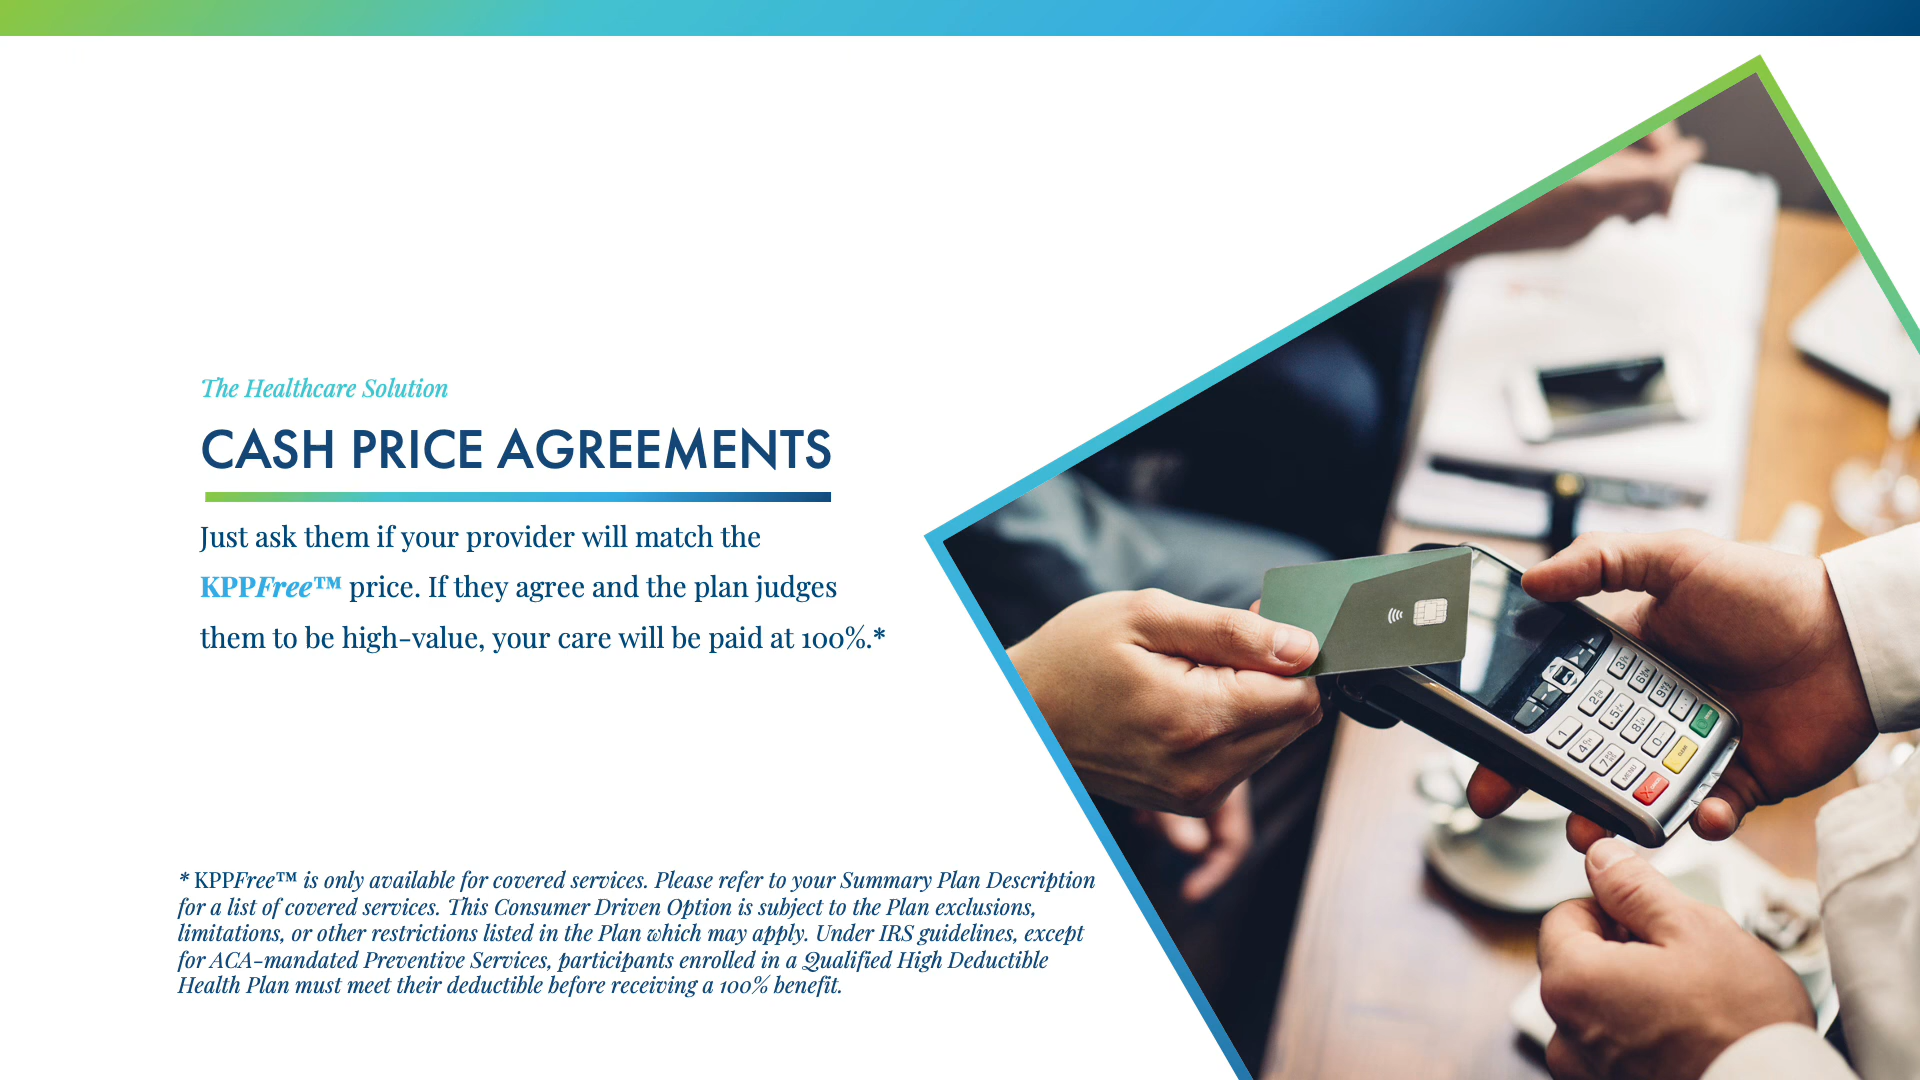 The Healthcare Solution
CASH PRICE AGREEMENTS
Just ask them if your provider will match the
KPPFree™ price. If they agree and the plan judges
them to be high-value, your care will be paid at 100%.*
* KPPFree™ is only available for covered services. Please refer to your Summary Plan Description
for a list of covered services. This Consumer Driven Option is subject to the Plan exclusions,
limitations, or other restrictions listed in the Plan which may apply. Under IRS guidelines, except
for ACA-mandated Preventive Services, participants enrolled in a Qualified High Deductible
Health Plan must meet their deductible before receiving a 100% benefit.